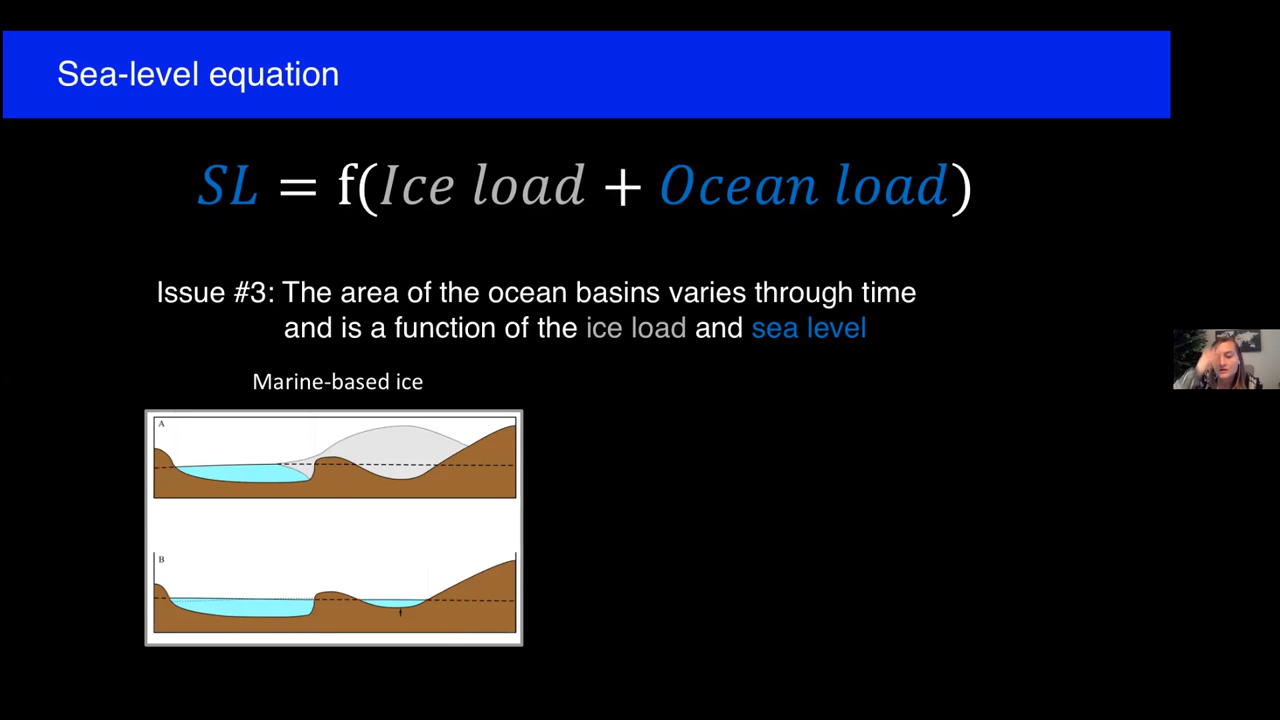 Sea-level equation
SL = f(Ice load + Ocean load)
Issue #3: The area of the ocean basins varies through time
and is a function of the ice load and sea level
Marine-based ice
A
B